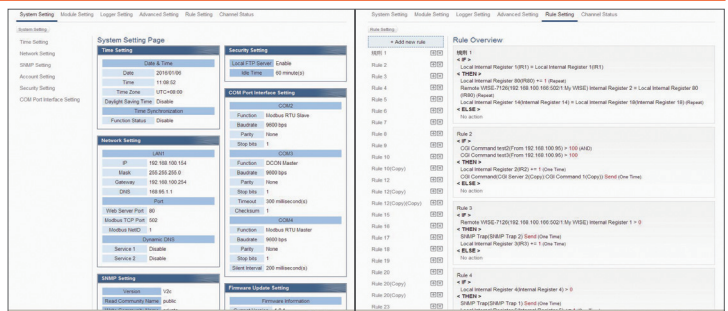 System Setting Module Setting Logger Setting Advanced Setting Rule Setting Channel Status
System Setting
Time Setting
Network Setting
SNMP Setting
Account Setting
Security Setting
COM Port Interface Setting
System Setting Page
Time Setting
Date & Time
Date 2016/01/00
Time 11:08:52
Time Zone UTC+08:00
Daylight Saving Time Disable
Time Synchronization
Function Status Disable
Network Setting
LAN1
IP 192.168.100.154
Mask 255.255.255.0
Gateway 192.168.100.254
DNS 168.95.1.1
Port
Web Server Port 80
Modbus TCP Port 502
Modbus NetID 1
Dynamic DNS
Service 1 Disable
Service 2 Disable
SNMP Setting
Version V2c
Read Community Name public
Security Setting
Local FTP Server Enable
Idle Time 60 minute(s)
COM Port Interface Setting
COM2
Function Modbus RTU Slave
Baudrate 9600 bps
Parity None
Stop bits 1
COM3
Function DCON Master
Baudrate 9600 bps
Parity None
Stop bits 1
Timeout 300 millisecond(s)
Checksum 1
COM4
Function Modbus RTU Master
Baudrate 9600 bps
Parity None
Stop bits 1
Silent Interval 200 millisecond(s)
Firmware Update Setting
Firmware Information
System Setting Module Setting Logger Setting Advanced Setting Rule Setting Channel Status
Rule Setting
+ Add new rule
規則 1
Rule 2
Rule 3
Rule 4
Rule 5
Rule 6
Rule 7
Rule 8
Rule 9
Rule 10
Rule 10(Copy)
Rule 12
Rule 12(Copy)
Rule 12(Copy)(Copy)
Rule 15
Rule 16
Rule 17
Rule 18
Rule 19
Rule 20
Rule 20(Copy)
Rule 20(Copy)
Rule 23
Rule Overview
規則 1
< IF >
Local Internal Register 1(IR1) = Local Internal Register 1(IR1)
< THEN >
Local Internal Register 80(IR80) += 1 (Repeat)
Remote WISE-7126(192.168.100.166:502/1:My WISE) Internal Register 2 = Local Internal Register 80
(IR80) (Repeat)
Local Internal Register 14(Internal Register 14) = Local Internal Register 18(Internal Register 18) (Repeat)
< ELSE >
No action
Rule 2
< IF >
CGI Command test2(From 192.168.100.95) > 100 (AND)
CGI Command test3(From 192.168.100.95) > 100
< THEN >
Local Internal Register 2(IR2) += 1 (One Time)
CGI Command(CGI Server 2(Copy):CGI Command 1(Copy)) Send (One Time)
< ELSE >
No action
Rule 3
< IF >
Remote WISE-7126(192.168.100.166:502/1:My WISE) Internal Register 1 = 0
< THEN >
SNMP Trap(SNMP Trap 2) Send (One Time)
Local Internal Register 3(IR3) += 1 (One Time)
< ELSE >
No action
Rule 4
< IF >
Local Internal Register 4(Internal Register 4) > 0
< THEN >
SNMP Trap(SNMP Trap 1) Send (One Time)